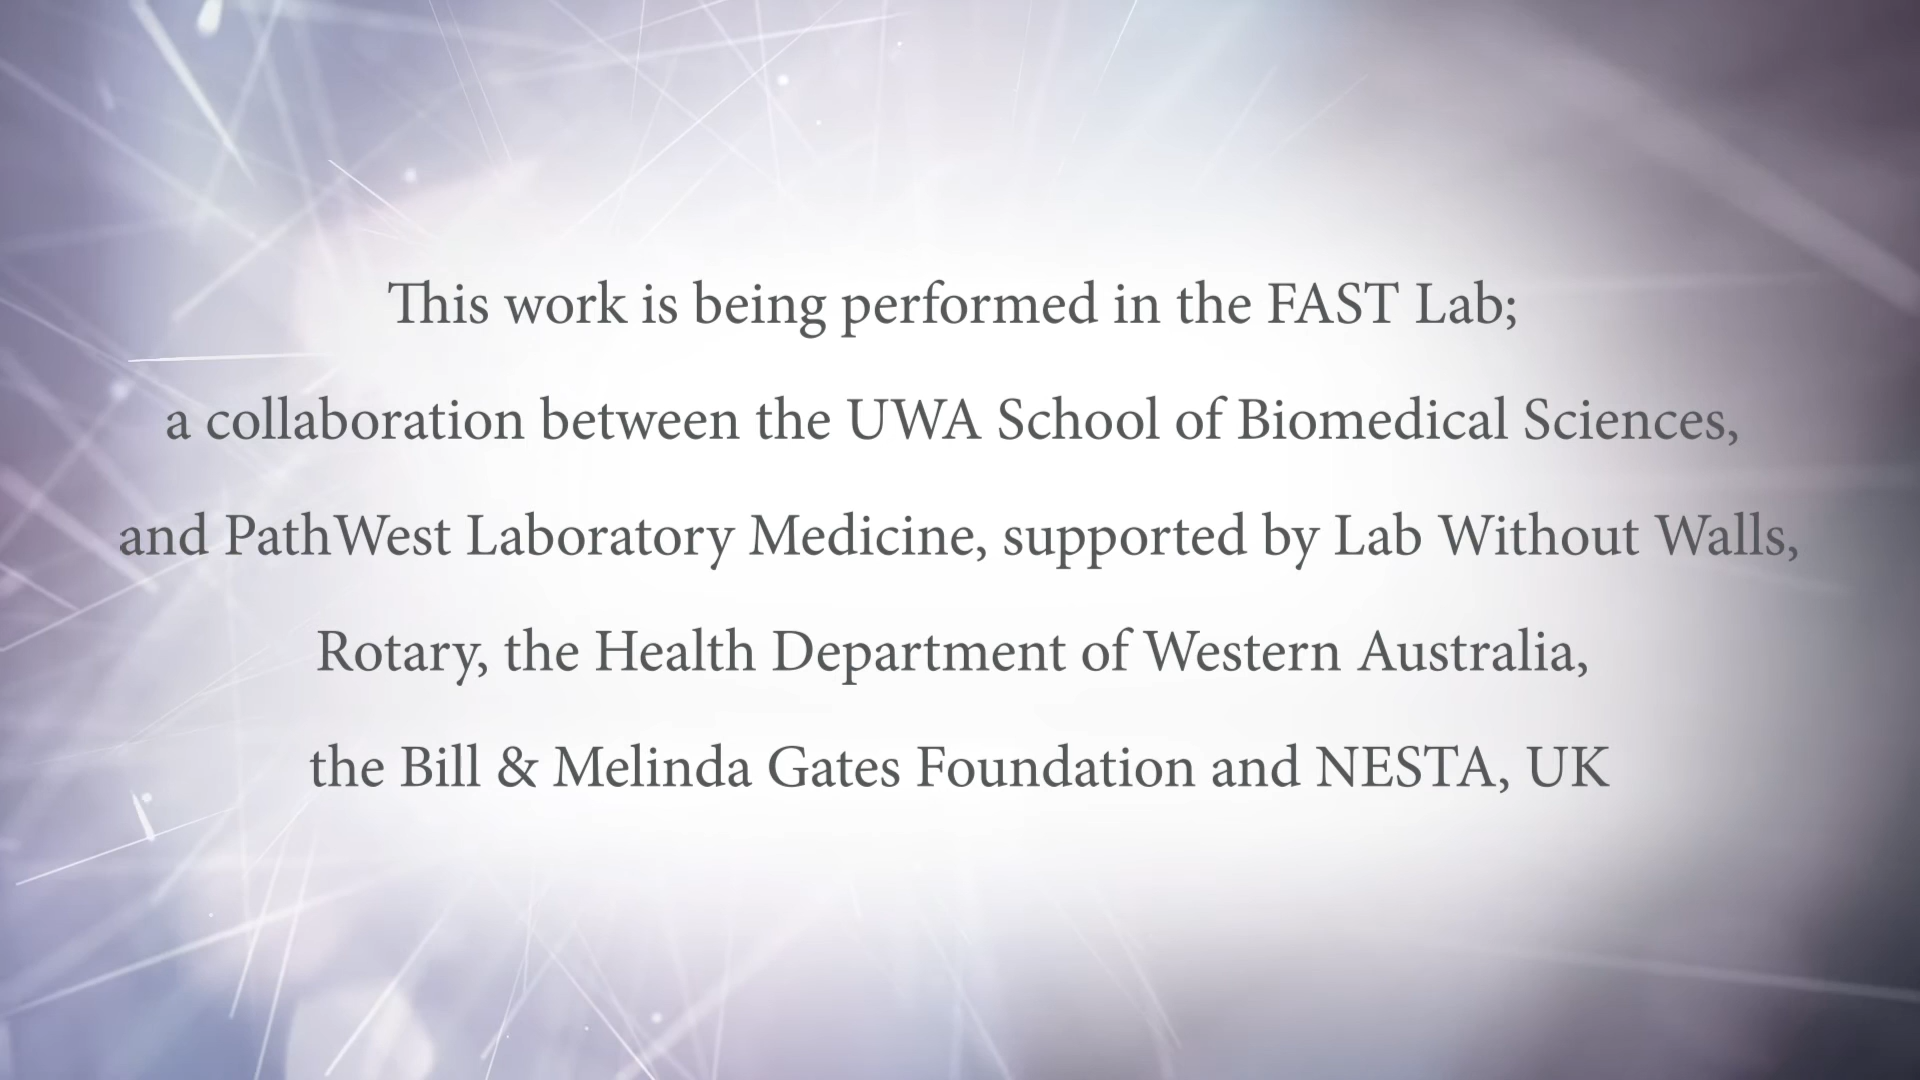 This work is being performed in the FAST Lab;
a collaboration between the UWA School of Biomedical Sciences,
and PathWest Laboratory Medicine, supported by Lab Without Walls,
Rotary, the Health Department of Western Australia,
the Bill & Melinda Gates Foundation and NESTA, UK